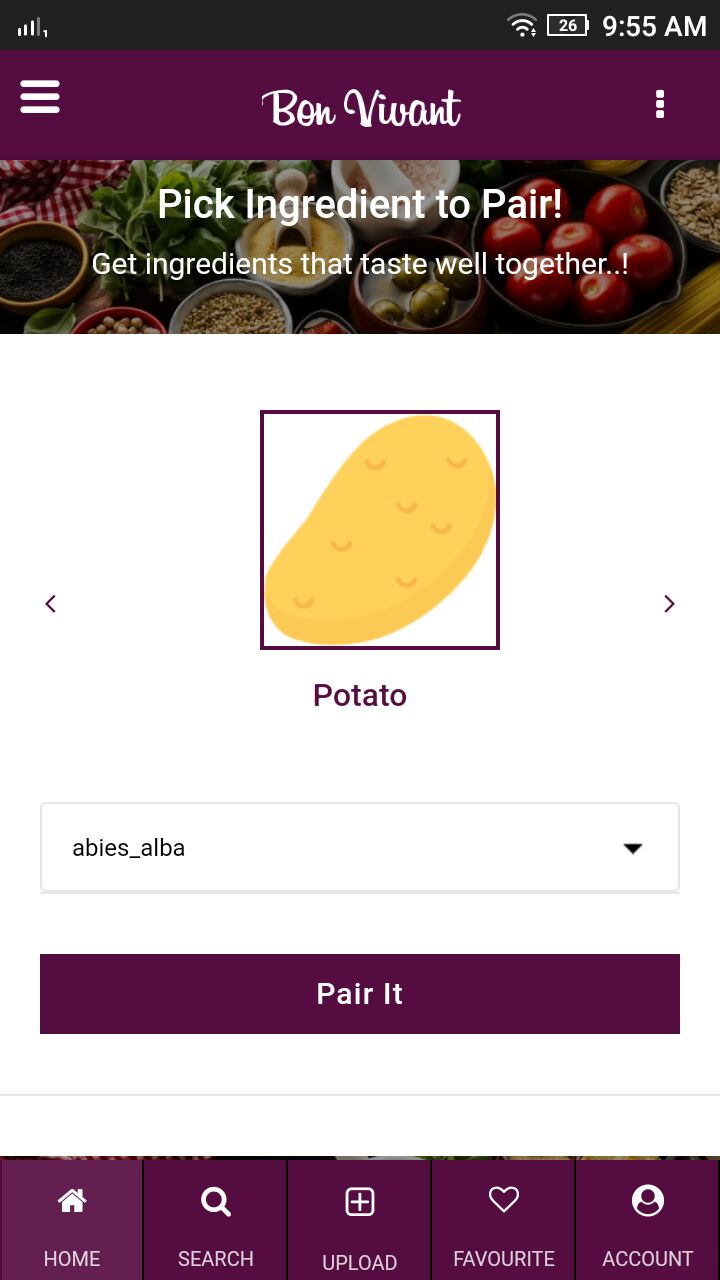 26 9:55 AM
Bon Vivant
Pick Ingredient to Pair!
Get ingredients that taste well together..!
Potato
abies_alba
Pair It
HOME SEARCH UPLOAD FAVOURITE ACCOUNT